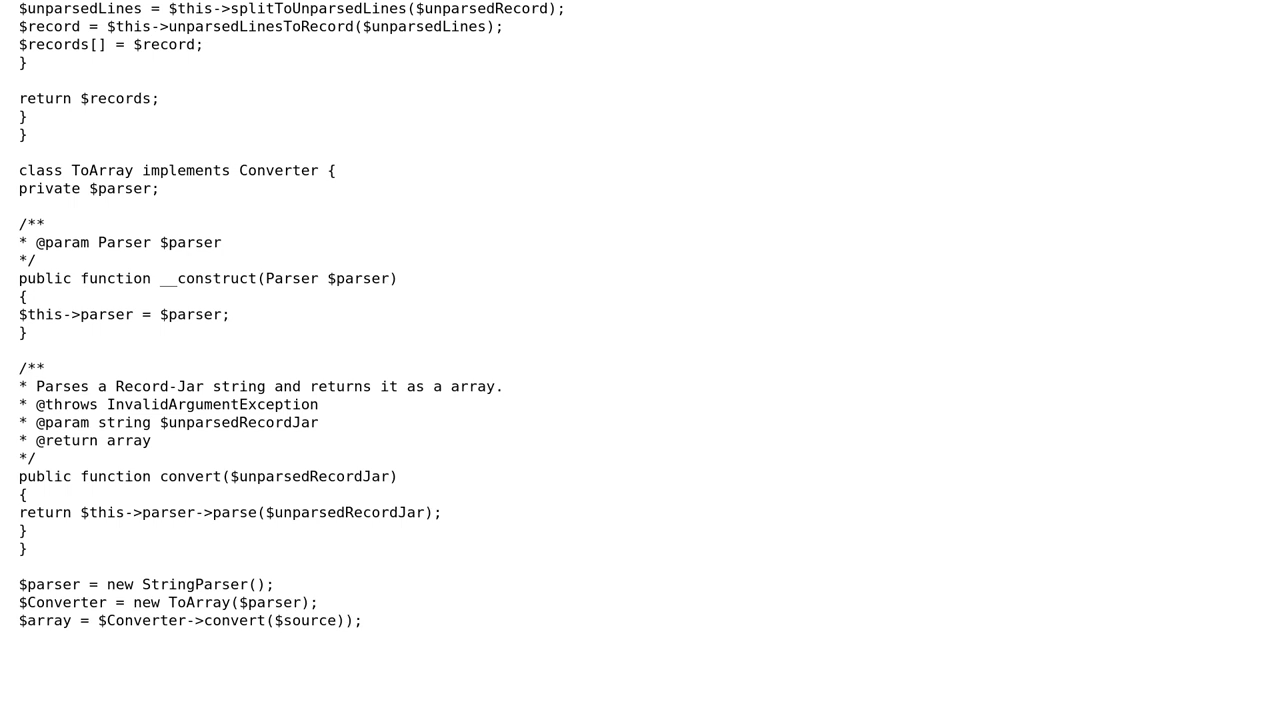 $unparsedLines = $this->splitToUnparsedLines($unparsedRecord);
$record = $this->unparsedLinesToRecord($unparsedLines);
$records[] = $record;
}

return $records;
}
}

class ToArray implements Converter {
private $parser;

/**
* @param Parser $parser
*/
public function __construct(Parser $parser)
{
$this->parser = $parser;
}

/**
* Parses a Record-Jar string and returns it as a array.
* @throws InvalidArgumentException
* @param string $unparsedRecordJar
* @return array
*/
public function convert($unparsedRecordJar)
{
return $this->parser->parse($unparsedRecordJar);
}
}

$parser = new StringParser();
$Converter = new ToArray($parser);
$array = $Converter->convert($source));